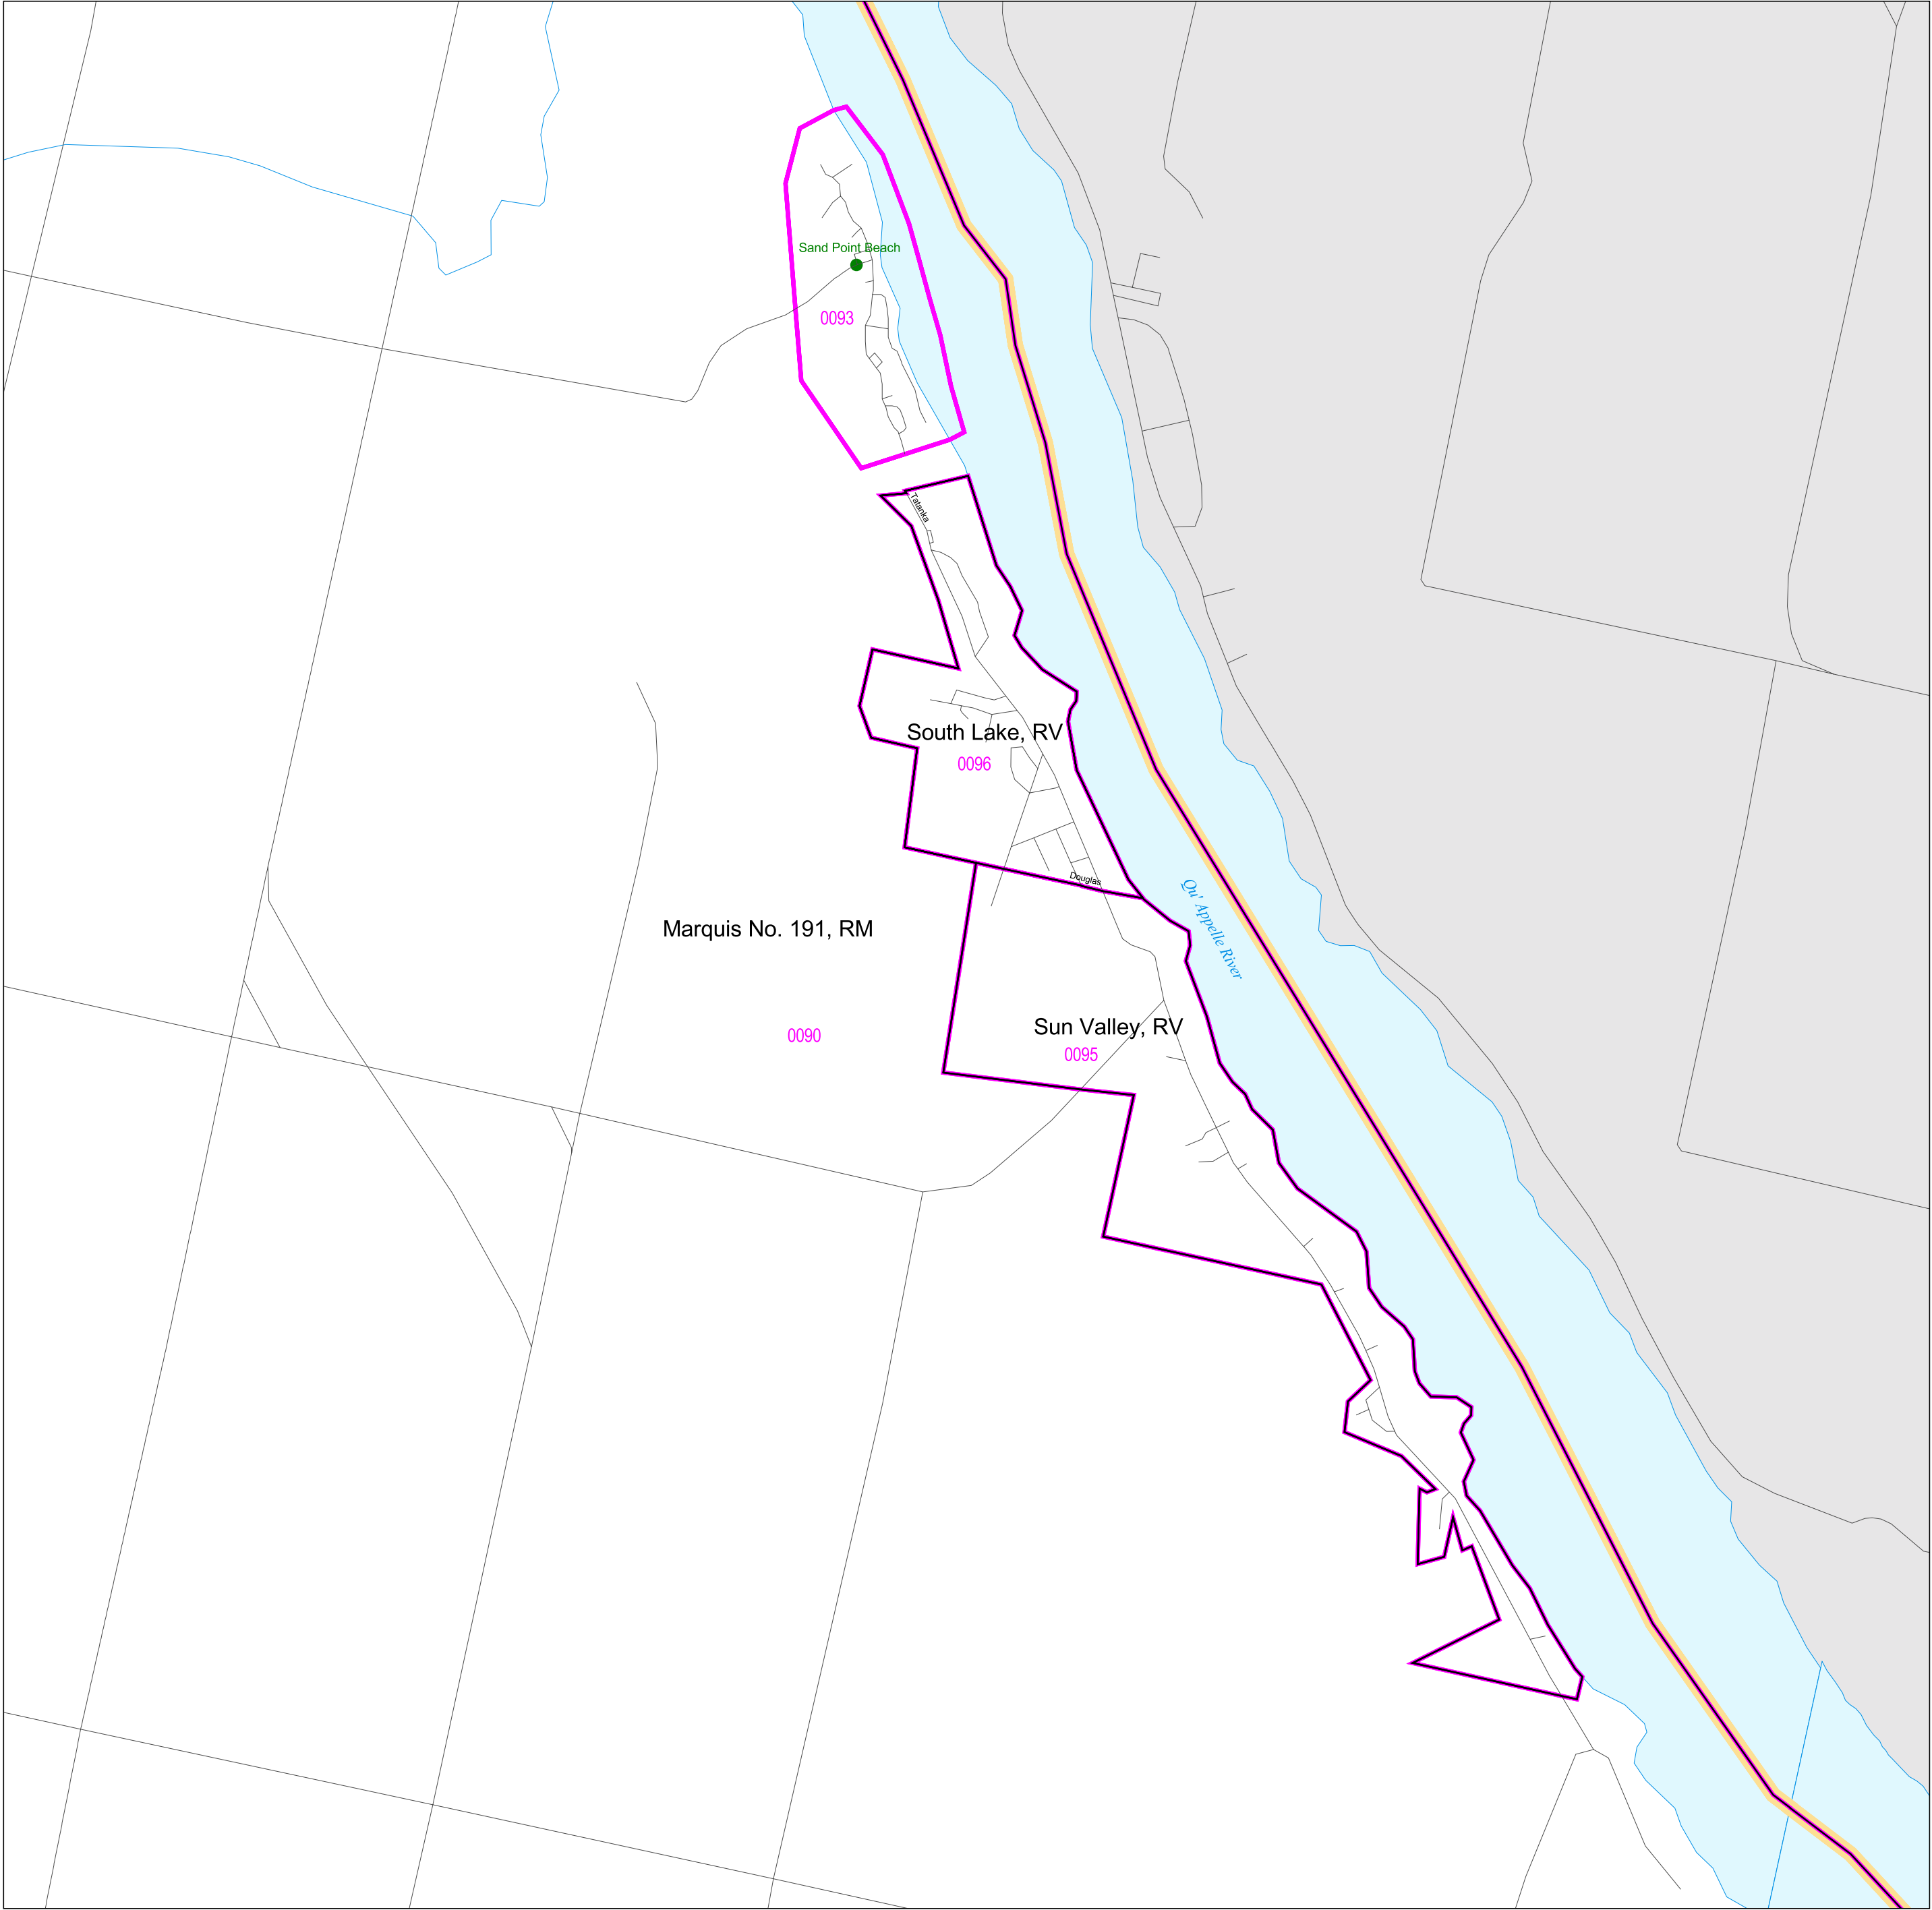 Sand Point Beach
0093
Tatanka
South Lake, RV
0096
Douglas
Qu' Appelle River
Marquis No. 191, RM
Sun Valley, RV
0090
0095